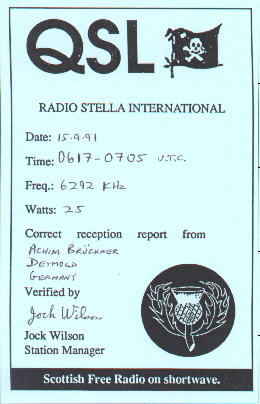 QSL
RADIO STELLA INTERNATIONAL
Date: 15.9.91
Time: 0617-0705 U.T.C.
Freq.: 6292 KHz
Watts: 25
Correct reception report from
ACHIM BRÜCKNER
DETMOLD
GERMANY
Verified by
Jock Wilson
Jock Wilson
Station Manager
Scottish Free Radio on shortwave.